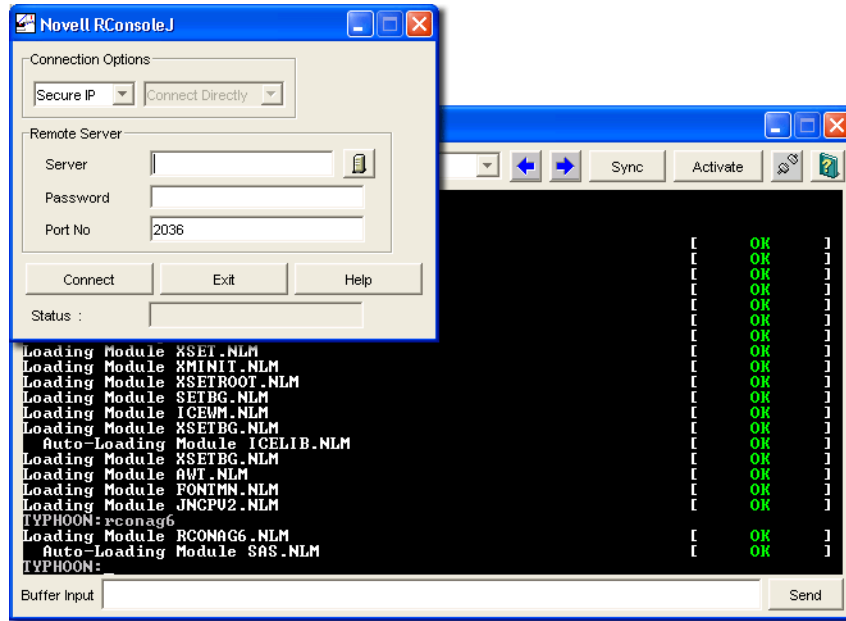 Novell RConsoleJ
Connection Options
Secure IP Connect Directly
Remote Server
Server
Password
Port No 2036
Connect Exit Help
Status :
Sync Activate
[ OK ]
[ OK ]
[ OK ]
[ OK ]
[ OK ]
[ OK ]
[ OK ]
Loading Module XSET.NLM [ OK ]
Loading Module XMINIT.NLM [ OK ]
Loading Module XSETROOT.NLM [ OK ]
Loading Module SETBG.NLM [ OK ]
Loading Module ICEWM.NLM [ OK ]
Loading Module XSETBG.NLM [ OK ]
Auto-Loading Module ICELIB.NLM [ OK ]
Loading Module XSETBG.NLM [ OK ]
Loading Module AWT.NLM [ OK ]
Loading Module FONTMN.NLM [ OK ]
Loading Module JNCPV2.NLM [ OK ]
TYPHOON:rconag6
Loading Module RCONAG6.NLM [ OK ]
Auto-Loading Module SAS.NLM [ OK ]
TYPHOON:_
Buffer Input Send